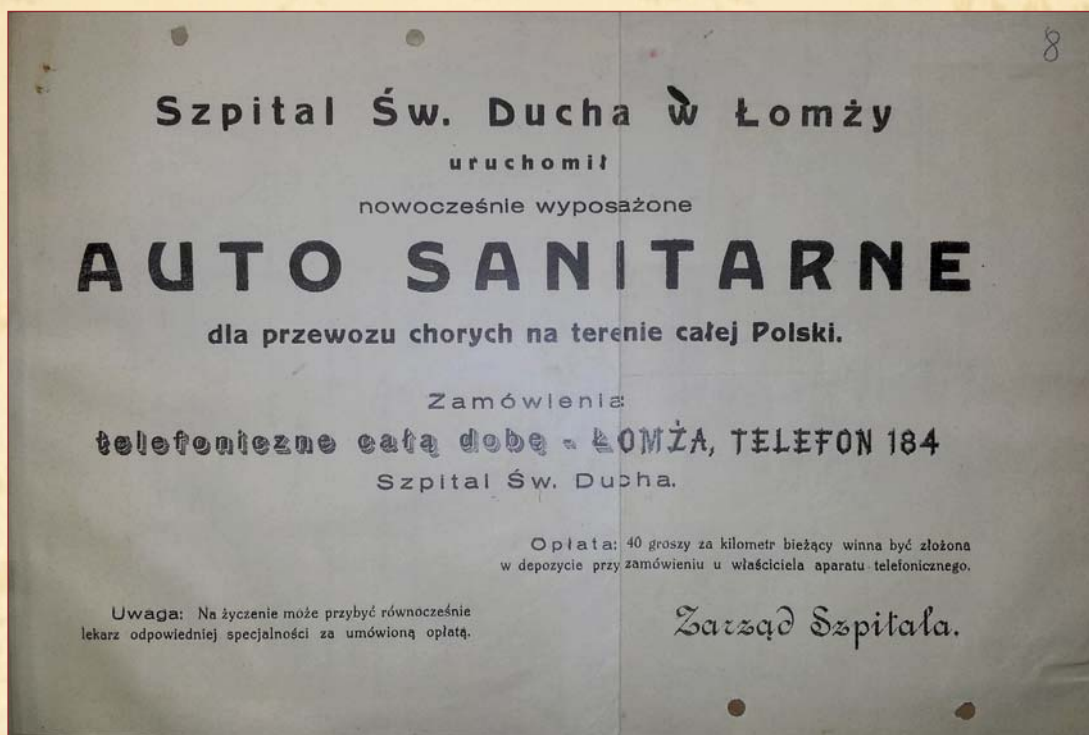 8
Szpital Św. Ducha w Łomży
uruchomił
nowocześnie wyposażone
AUTO SANITARNE
dla przewozu chorych na terenie całej Polski.
Zamówienia:
telefoniczne całą dobę - ŁOMŻA, TELEFON 184
Szpital Św. Ducha.
Opłata: 40 groszy za kilometr bieżący winna być złożona
w depozycie przy zamówieniu u właściciela aparatu telefonicznego.
Uwaga: Na życzenie może przybyć równocześnie
lekarz odpowiedniej specjalności za umówioną opłatą.
Zarząd Szpitala.